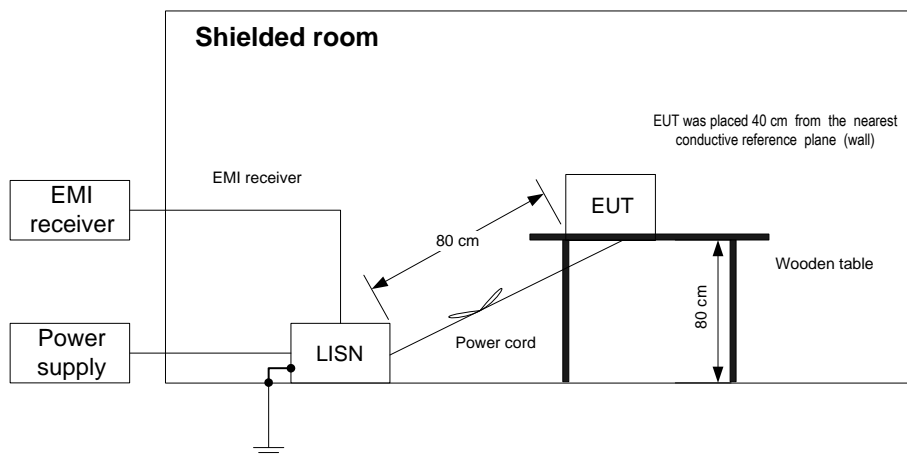 Shielded room
EUT was placed 40 cm from the nearest
conductive reference plane (wall)
EMI receiver
EMI
receiver
80 cm
EUT
Wooden table
80 cm
Power
supply
LISN
Power cord